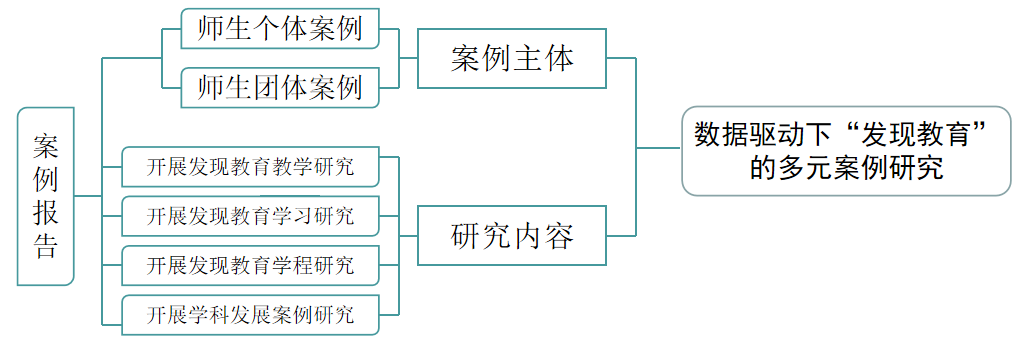 案例报告
师生个体案例
师生团体案例
开展发现教育教学研究
开展发现教育学习研究
开展发现教育学程研究
开展学科发展案例研究
案例主体
研究内容
数据驱动下“发现教育”
的多元案例研究